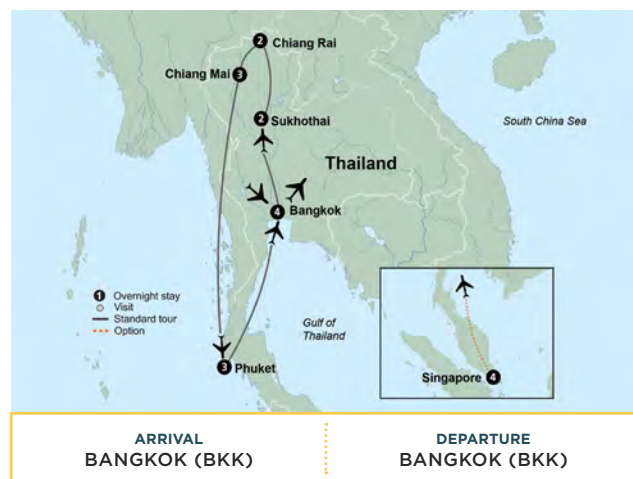 2 Chiang Rai
Chiang Mai 3
2 Sukhothai
South China Sea
Thailand
4 Bangkok
1 Overnight stay
Visit
Standard tour
Option
Gulf of
Thailand
3 Phuket
Singapore 4
ARRIVAL
BANGKOK (BKK)
DEPARTURE
BANGKOK (BKK)